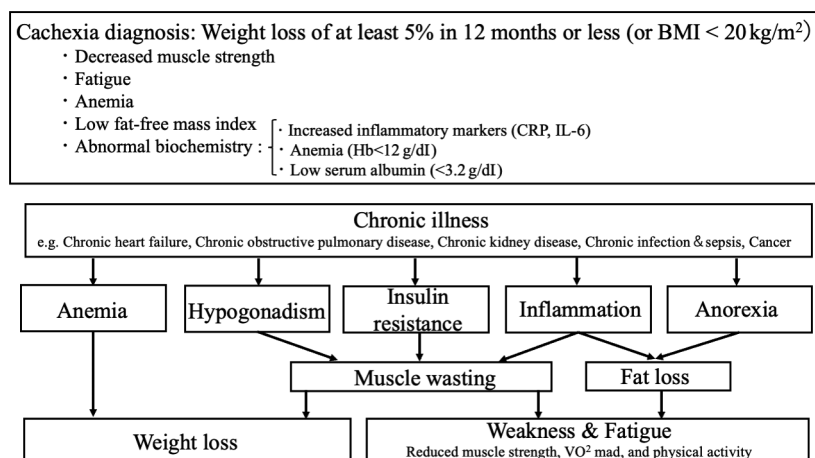 Cachexia diagnosis: Weight loss of at least 5% in 12 months or less (or BMI < 20 kg/m²)
・Decreased muscle strength
・Fatigue
・Anemia
・Low fat-free mass index
・Abnormal biochemistry :
・Increased inflammatory markers (CRP, IL-6)
・Anemia (Hb<12 g/dI)
・Low serum albumin (<3.2 g/dI)
Chronic illness
e.g. Chronic heart failure, Chronic obstructive pulmonary disease, Chronic kidney disease, Chronic infection & sepsis, Cancer
Anemia
Hypogonadism
Insulin
resistance
Inflammation
Anorexia
Muscle wasting
Fat loss
Weight loss
Weakness & Fatigue
Reduced muscle strength, VO² mad, and physical activity